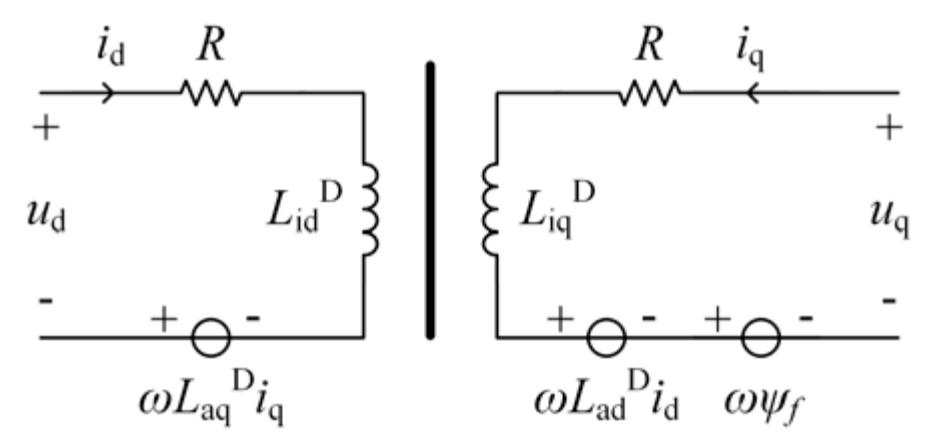 i_d R R i_q
+ +
u_d L_id^D L_iq^D u_q
- -
+ - + - + -
ωL_aq^D i_q ωL_ad^D i_d ωψ_f